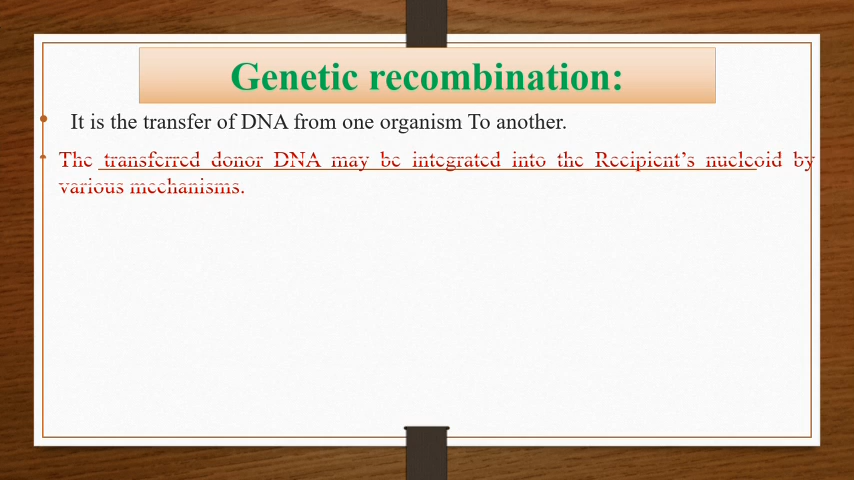 Genetic recombination:
It is the transfer of DNA from one organism To another.
The transferred donor DNA may be integrated into the Recipient's nucleoid by
various mechanisms.